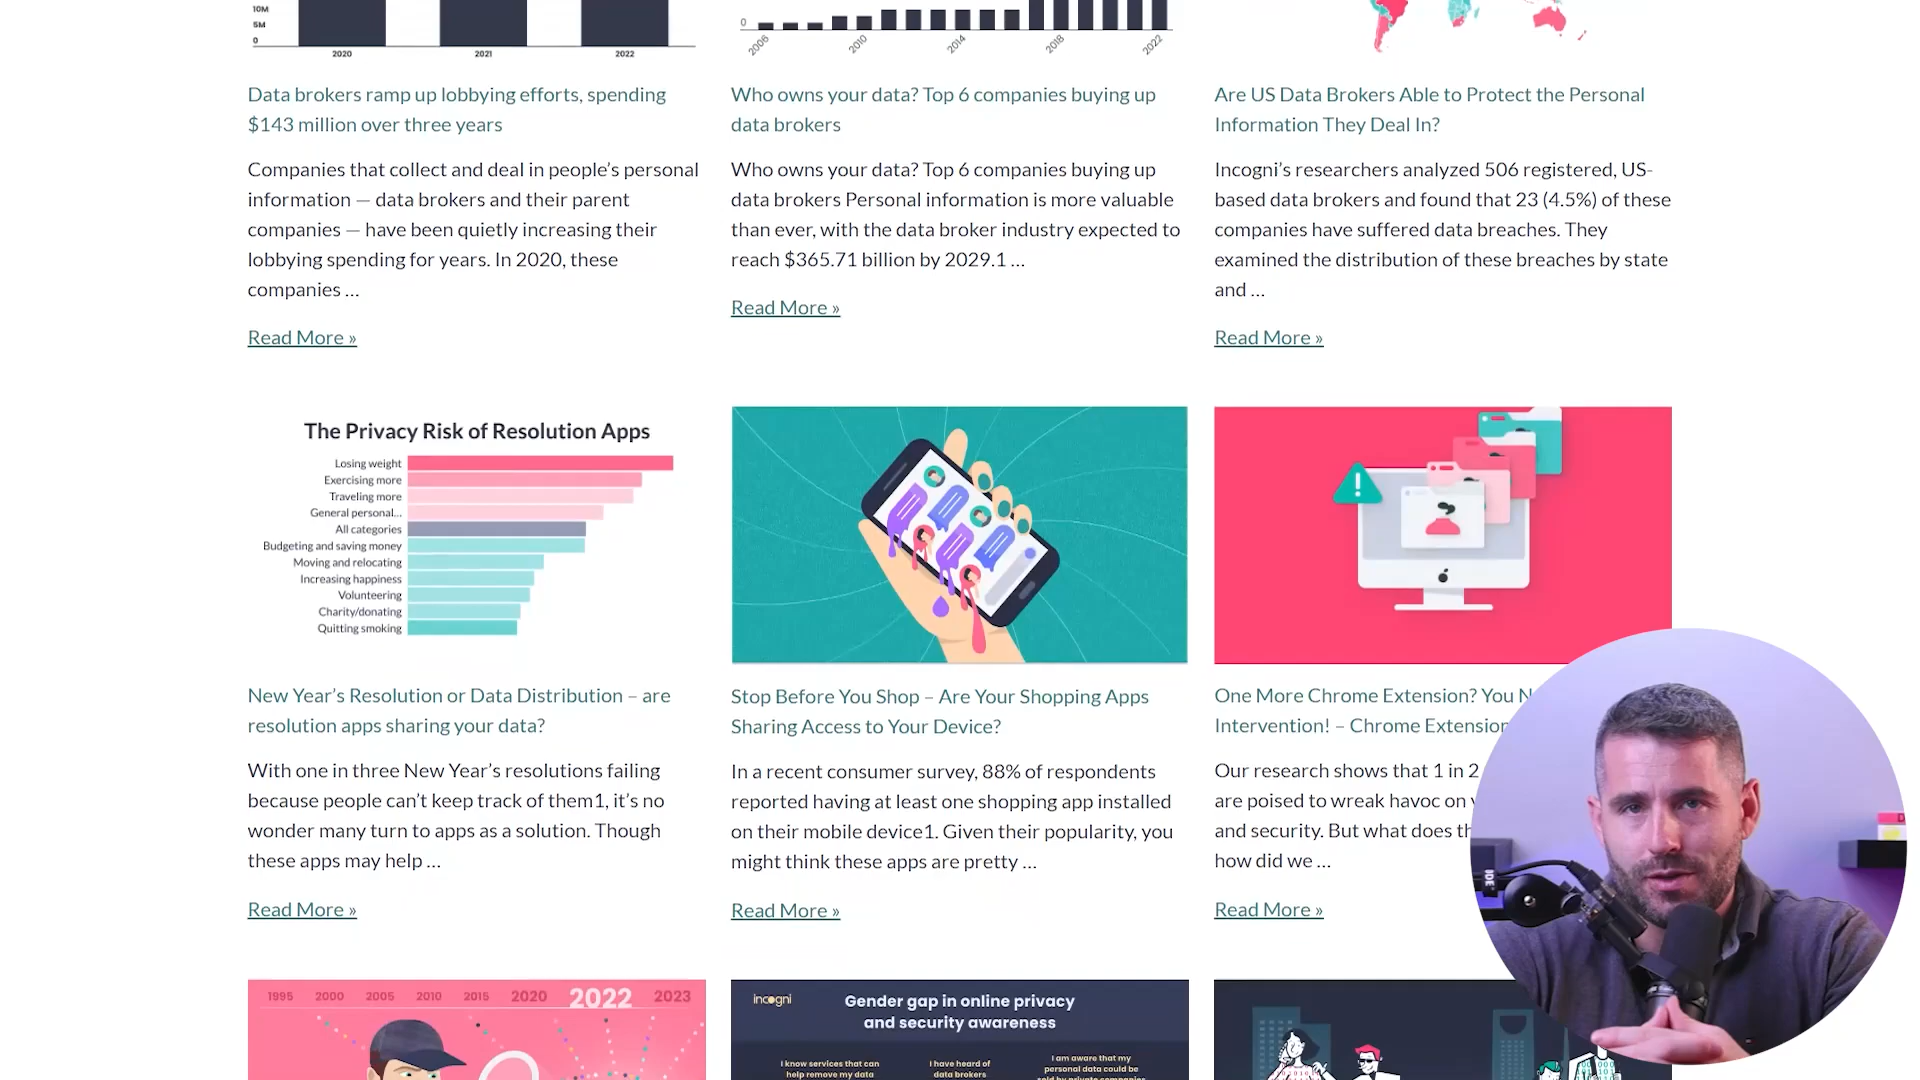 10M
5M
0
2020
2021
2022
0
2006
2010
2014
2018
2022
Data brokers ramp up lobbying efforts, spending
$143 million over three years
Companies that collect and deal in people’s personal
information — data brokers and their parent
companies — have been quietly increasing their
lobbying spending for years. In 2020, these
companies …
Read More »
Who owns your data? Top 6 companies buying up
data brokers
Who owns your data? Top 6 companies buying up
data brokers Personal information is more valuable
than ever, with the data broker industry expected to
reach $365.71 billion by 2029.1 …
Read More »
Are US Data Brokers Able to Protect the Personal
Information They Deal In?
Incogni’s researchers analyzed 506 registered, US-
based data brokers and found that 23 (4.5%) of these
companies have suffered data breaches. They
examined the distribution of these breaches by state
and …
Read More »
The Privacy Risk of Resolution Apps
Losing weight
Exercising more
Traveling more
General personal...
All categories
Budgeting and saving money
Moving and relocating
Increasing happiness
Volunteering
Charity/donating
Quitting smoking
New Year’s Resolution or Data Distribution – are
resolution apps sharing your data?
With one in three New Year’s resolutions failing
because people can’t keep track of them1, it’s no
wonder many turn to apps as a solution. Though
these apps may help …
Read More »
Stop Before You Shop – Are Your Shopping Apps
Sharing Access to Your Device?
In a recent consumer survey, 88% of respondents
reported having at least one shopping app installed
on their mobile device1. Given their popularity, you
might think these apps are pretty …
Read More »
One More Chrome Extension? You N
Intervention! – Chrome Extension
Our research shows that 1 in 2
are poised to wreak havoc on
and security. But what does
how did we …
Read More »
1995 2000 2005 2010 2015 2020 2022 2023
incogni
Gender gap in online privacy
and security awareness
I know services that can
help remove my data
I have heard of
data brokers
I am aware that my
personal data could be
sold by private companies